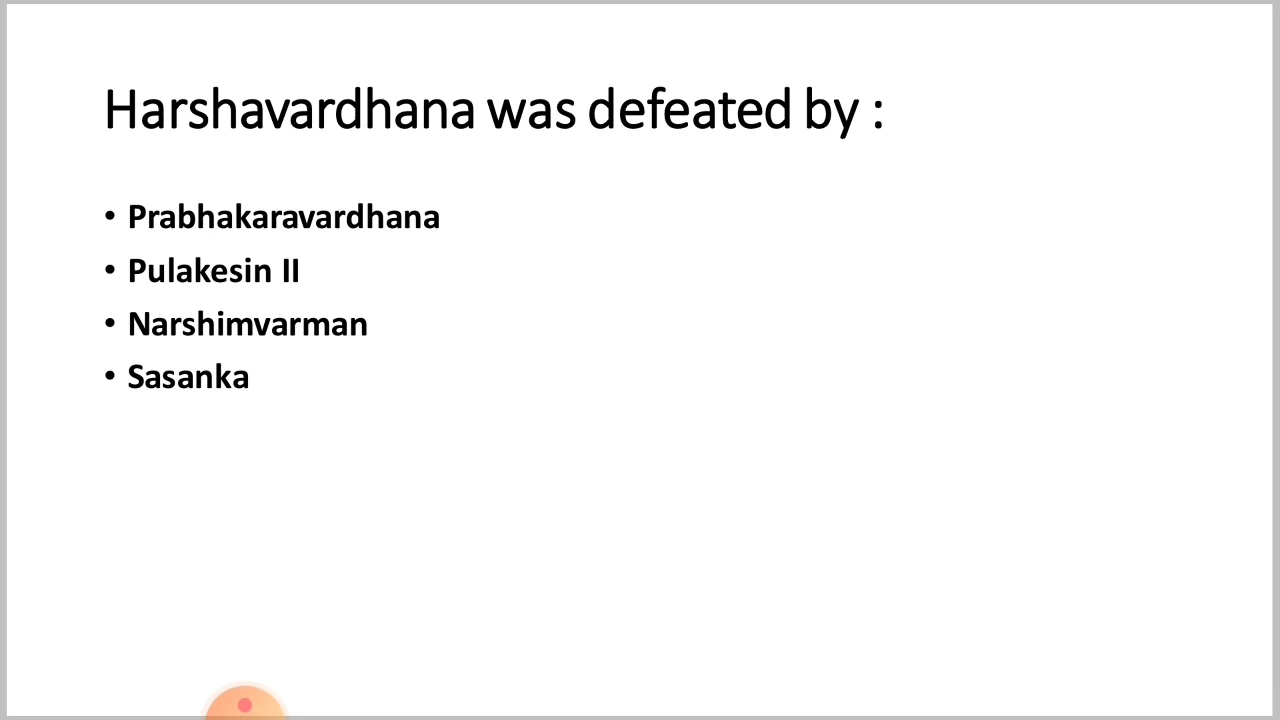 Harshavardhana was defeated by :
• Prabhakaravardhana
• Pulakesin II
• Narshimvarman
• Sasanka